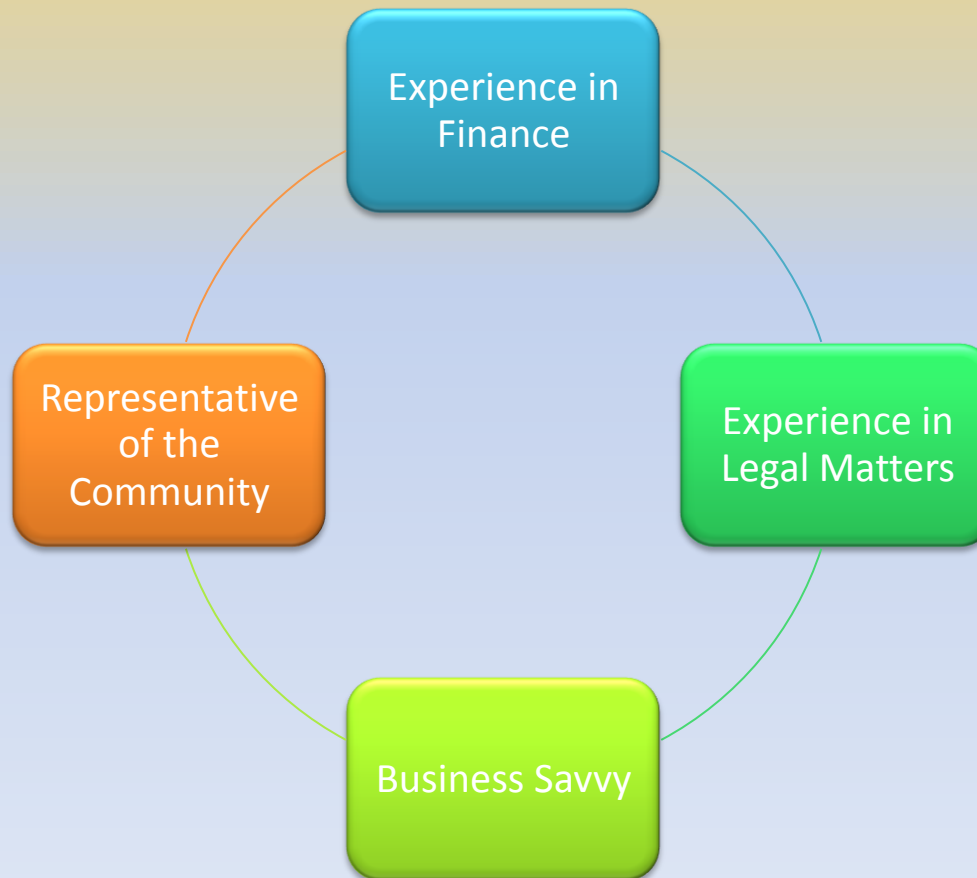 Experience in
Finance
Representative
of the
Community
Experience in
Legal Matters
Business Savvy